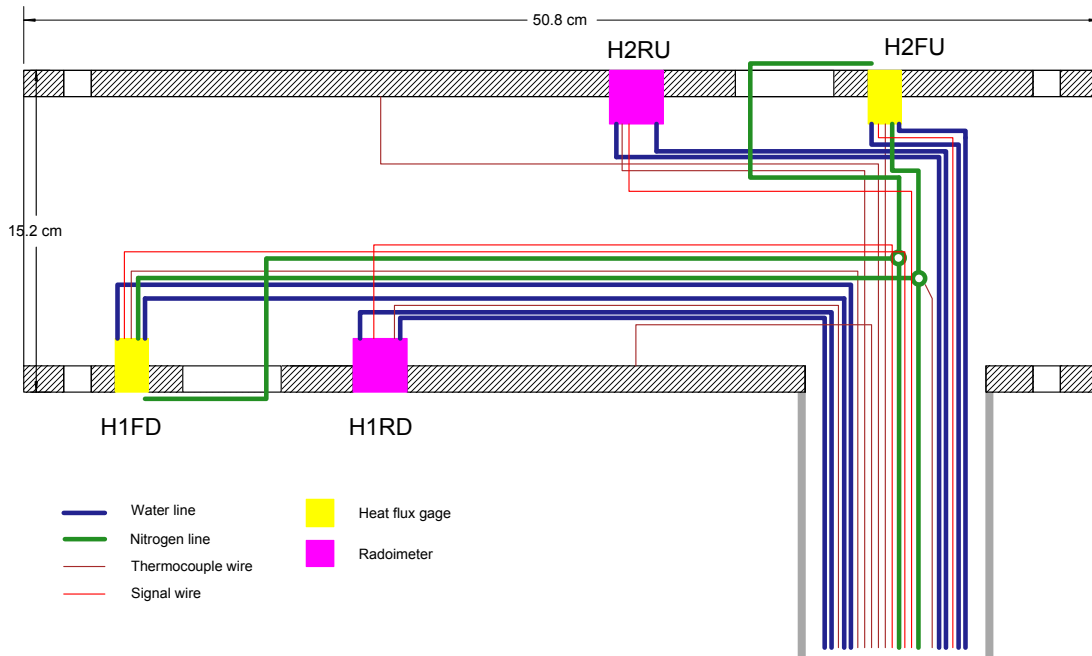 50.8 cm
H2RU
H2FU
15.2 cm
H1FD
H1RD
Water line
Heat flux gage
Nitrogen line
Radoimeter
Thermocouple wire
Signal wire